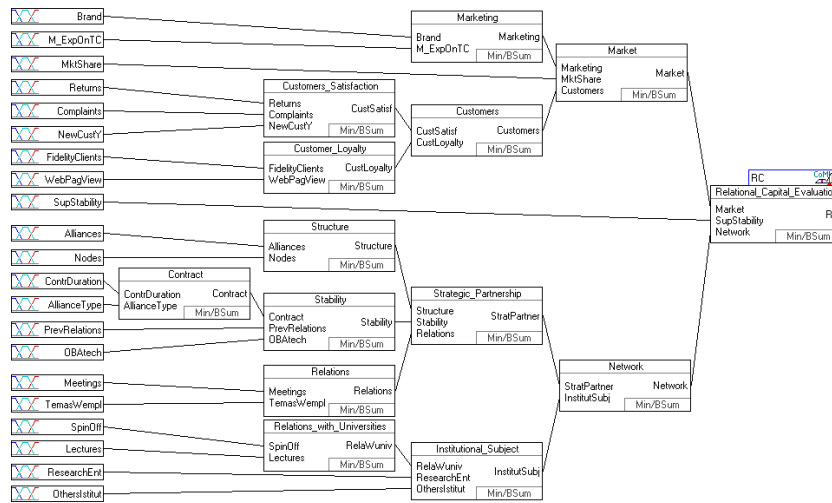 Brand
M_ExpOnTC
MktShare
Returns
Complaints
NewCustY
FidelityClients
WebPagView
SupStability
Alliances
Nodes
ContrDuration
AllianceType
PrevRelations
OBAtech
Meetings
TemasWempl
SpinOff
Lectures
ResearchEnt
OthersIstitut
Contract
ContrDuration Contract
AllianceType
Min/BSum
Customers_Satisfaction
Returns
Complaints CustSatisf
NewCustY
Min/BSum
Customer_Loyalty
FidelityClients CustLoyalty
WebPagView
Min/BSum
Structure
Alliances Structure
Nodes
Min/BSum
Stability
Contract
PrevRelations Stability
OBAtech
Min/BSum
Relations
Meetings Relations
TemasWempl
Min/BSum
Relations_with_Universities
SpinOff RelaWuniv
Lectures
Min/BSum
Marketing
Brand Marketing
M_ExpOnTC
Min/BSum
Customers
CustSatisf Customers
CustLoyalty
Min/BSum
Strategic_Partnership
Structure
Stability StratPartner
Relations
Min/BSum
Institutional_Subject
RelaWuniv
ResearchEnt InstitutSubj
OthersIstitut
Min/BSum
Market
Marketing
MktShare Market
Customers
Min/BSum
Network
StratPartner Network
InstitutSubj
Min/BSum
RC
Relational_Capital_Evaluatio
Market
SupStability R
Network
Min/BSum